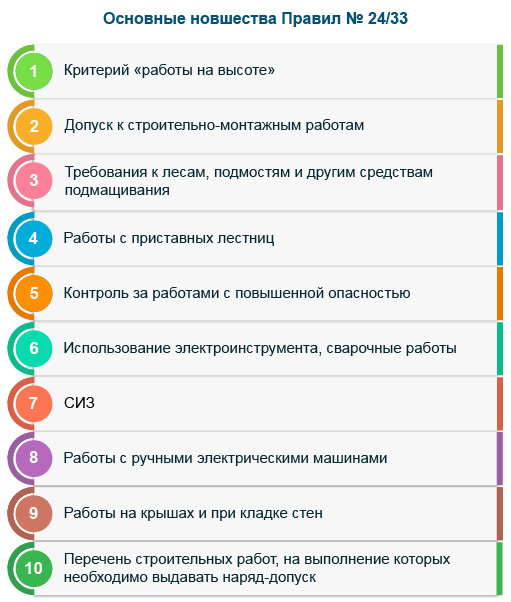 Основные новшества Правил № 24/33
1
Критерий «работы на высоте»
2
Допуск к строительно-монтажным работам
3
Требования к лесам, подмостям и другим средствам
подмащивания
4
Работы с приставных лестниц
5
Контроль за работами с повышенной опасностью
6
Использование электроинструмента, сварочные работы
7
СИЗ
8
Работы с ручными электрическими машинами
9
Работы на крышах и при кладке стен
10
Перечень строительных работ, на выполнение которых
необходимо выдавать наряд-допуск